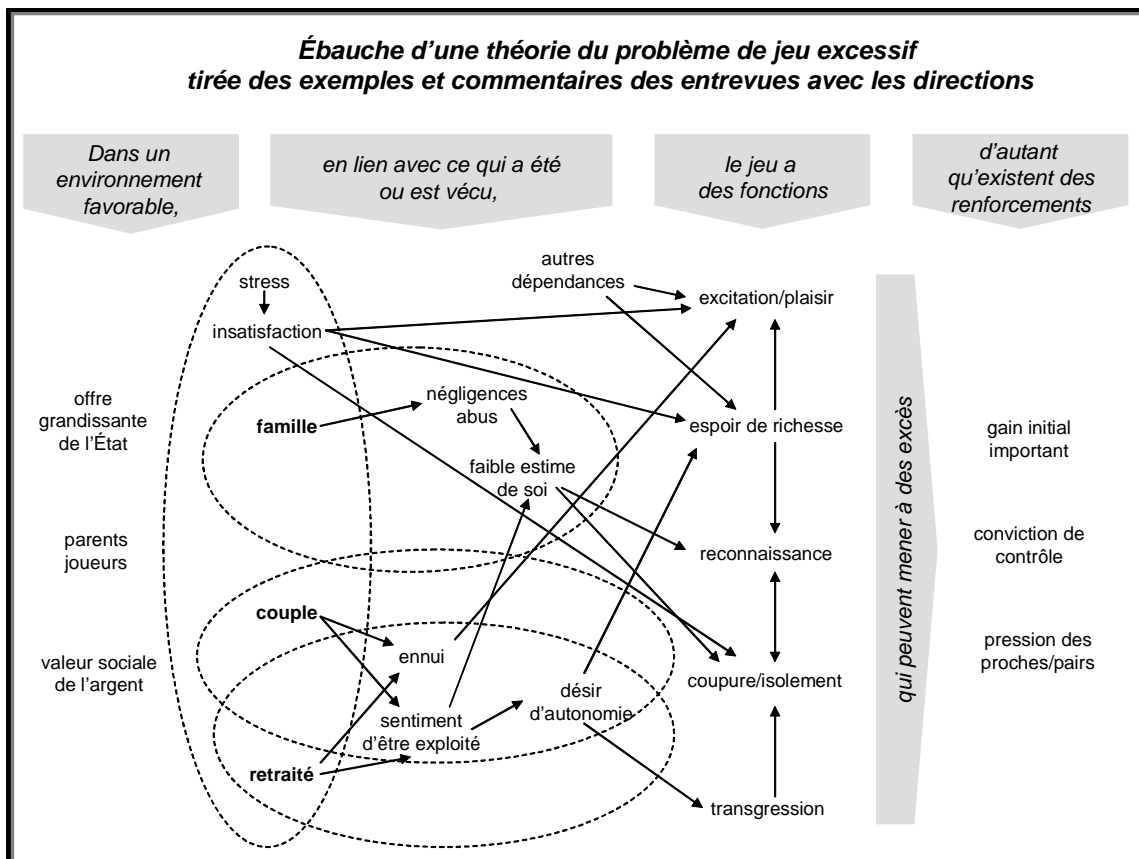 Ébauche d’une théorie du problème de jeu excessif
tirée des exemples et commentaires des entrevues avec les directions
Dans un
environnement
favorable,
en lien avec ce qui a été
ou est vécu,
le jeu a
des fonctions
d'autant
qu’existent des
renforcements
offre
grandissante
de l’État
parents
joueurs
valeur sociale
de l’argent
stress
insatisfaction
autres
dépendances
famille
négligences
abus
faible estime
de soi
couple
ennui
sentiment
d’être exploité
désir
d’autonomie
retraité
excitation/plaisir
espoir de richesse
reconnaissance
coupure/isolement
transgression
qui peuvent mener à des excès
gain initial
important
conviction de
contrôle
pression des
proches/pairs